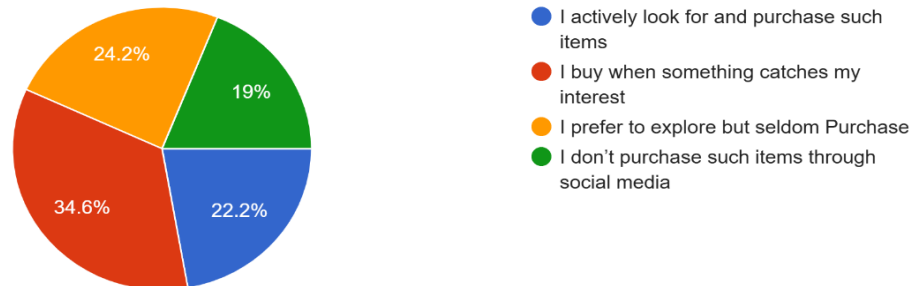 24.2%
19%
34.6%
22.2%
I actively look for and purchase such
items
I buy when something catches my
interest
I prefer to explore but seldom Purchase
I don't purchase such items through
social media